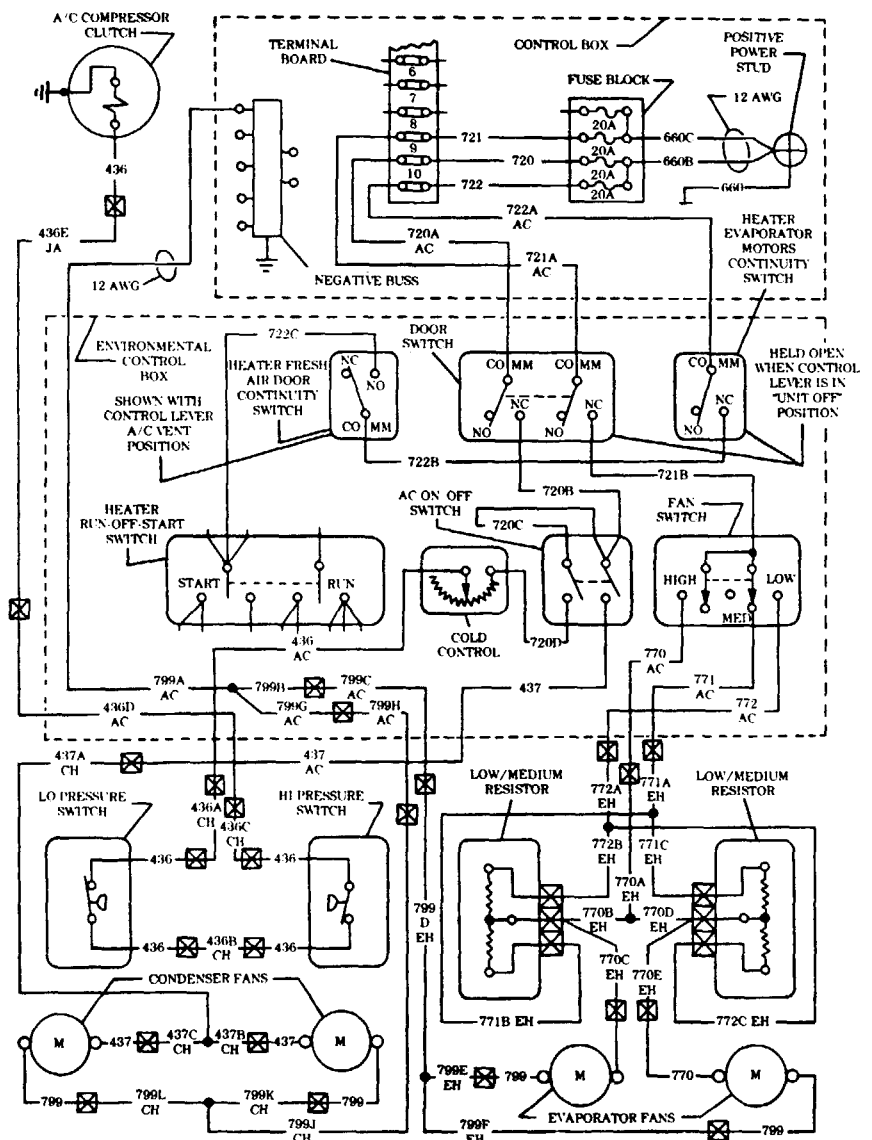 A/C COMPRESSOR
CLUTCH
TERMINAL
BOARD
CONTROL BOX
POSITIVE
POWER
STUD
FUSE BLOCK
12 AWG
6
7
8
9
10
721
720
722
20A
20A
20A
20A
660C
660B
660
436
436E
JA
12 AWG
NEGATIVE BUSS
720A
AC
721A
AC
722A
AC
HEATER
EVAPORATOR
MOTORS
CONTINUITY
SWITCH
ENVIRONMENTAL
CONTROL
BOX
722C
HEATER FRESH
AIR DOOR
CONTINUITY
SWITCH
DOOR
SWITCH
HELD OPEN
WHEN CONTROL
LEVER IS IN
"UNIT OFF"
POSITION
SHOWN WITH
CONTROL LEVER
A/C VENT
POSITION
NC
NO
CO MM
CO MM
CO MM
NC
NO
NC
NO
CO MM
NC
NO
722B
721B
720B
720C
HEATER
RUN-OFF-START
SWITCH
AC ON OFF
SWITCH
FAN
SWITCH
START
RUN
COLD
CONTROL
HIGH
LOW
MED
720D
436
AC
437
770
AC
771
AC
772
AC
799A
AC
799B
799C
AC
799G
AC
799H
AC
436D
AC
437A
CH
437
AC
LO PRESSURE
SWITCH
HI PRESSURE
SWITCH
436A
CH
436C
CH
LOW/MEDIUM
RESISTOR
LOW/MEDIUM
RESISTOR
772A
EH
771A
EH
772B
EH
771C
EH
436
436
436
436B
CH
436
799
D
EH
770A
EH
770B
EH
770D
EH
770C
EH
770E
EH
771B EH
772C EH
CONDENSER FANS
M
437
437C
CH
437B
CH
437
M
799
799L
CH
799K
CH
799
799J
CH
799E
EH
799
M
770
M
EVAPORATOR FANS
799F
EH
799